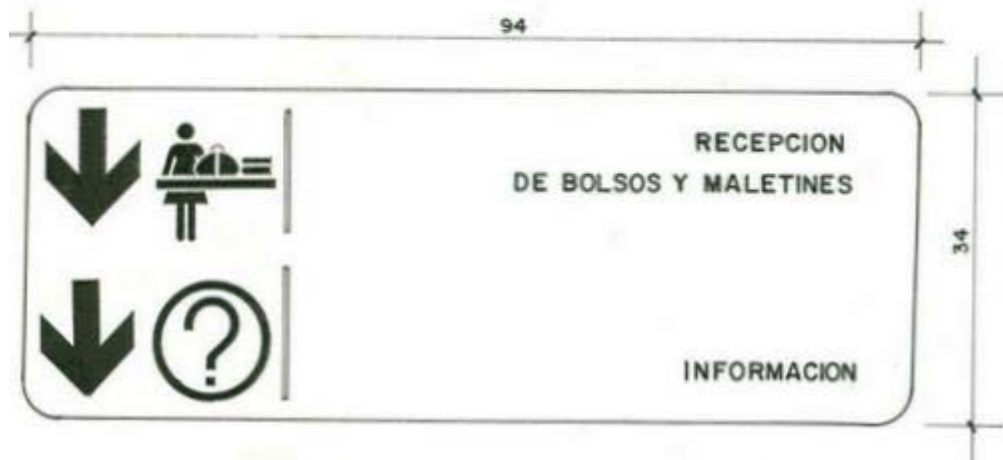 94
RECEPCION
DE BOLSOS Y MALETINES
34
?
INFORMACION